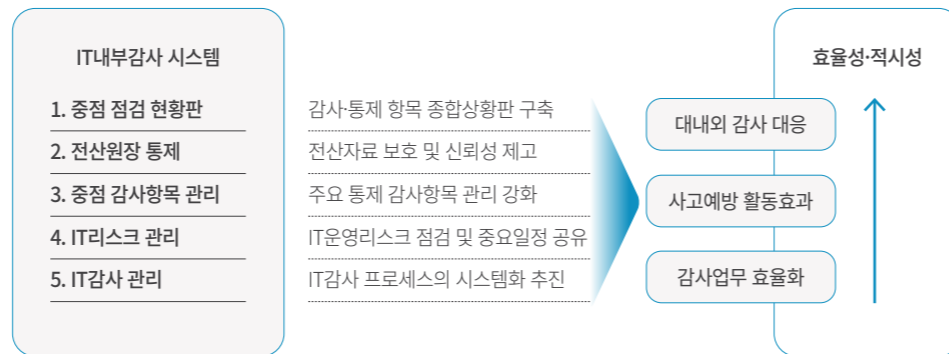 IT내부감사 시스템
1. 중점 점검 현황판
2. 전산원장 통제
3. 중점 감사항목 관리
4. IT리스크 관리
5. IT감사 관리
감사·통제 항목 종합상황판 구축
전산자료 보호 및 신뢰성 제고
주요 통제 감사항목 관리 강화
IT운영리스크 점검 및 중요일정 공유
IT감사 프로세스의 시스템화 추진
대내외 감사 대응
사고예방 활동효과
감사업무 효율화
효율성·적시성